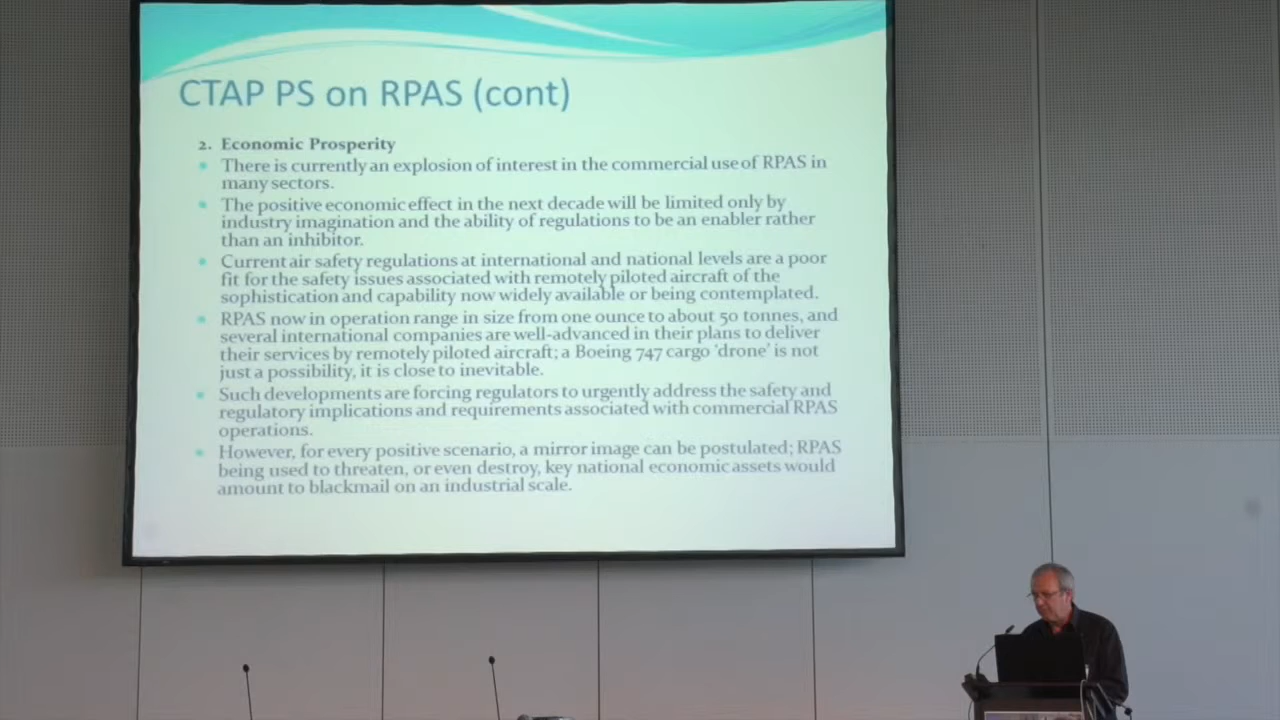 CTAP PS on RPAS (cont)
2. Economic Prosperity
There is currently an explosion of interest in the commercial use of RPAS in
many sectors.
The positive economic effect in the next decade will be limited only by
industry imagination and the ability of regulations to be an enabler rather
than an inhibitor.
Current air safety regulations at international and national levels are a poor
fit for the safety issues associated with remotely piloted aircraft of the
sophistication and capability now widely available or being contemplated.
RPAS now in operation range in size from one ounce to about 50 tonnes, and
several international companies are well-advanced in their plans to deliver
their services by remotely piloted aircraft; a Boeing 747 cargo 'drone' is not
just a possibility, it is close to inevitable.
Such developments are forcing regulators to urgently address the safety and
regulatory implications and requirements associated with commercial RPAS
operations.
However, for every positive scenario, a mirror image can be postulated; RPAS
being used to threaten, or even destroy, key national economic assets would
amount to blackmail on an industrial scale.